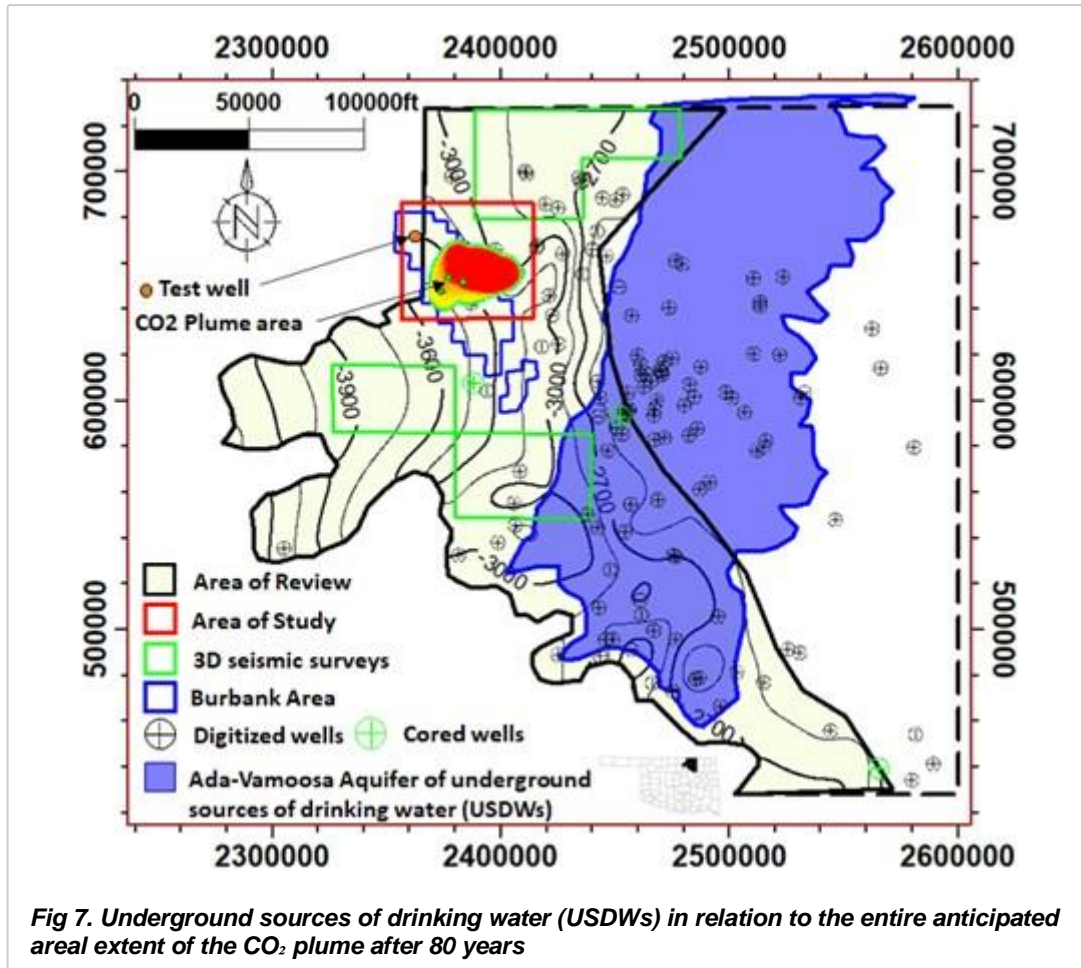 2300000 2400000 2500000 2600000
0 50000 100000ft
700000 700000
-3000 2700
N
Test well
CO2 Plume area
-3600
-3900 -3000
600000 600000
2700
-3000
Area of Review
500000 500000
Area of Study
3D seismic surveys
Burbank Area
Digitized wells Cored wells
Ada-Vamoosa Aquifer of underground
sources of drinking water (USDWs)
2300000 2400000 2500000 2600000
Fig 7. Underground sources of drinking water (USDWs) in relation to the entire anticipated
areal extent of the CO₂ plume after 80 years